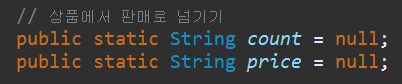 // 상품에서 판매로 넘기기
public static String count = null;
public static String price = null;